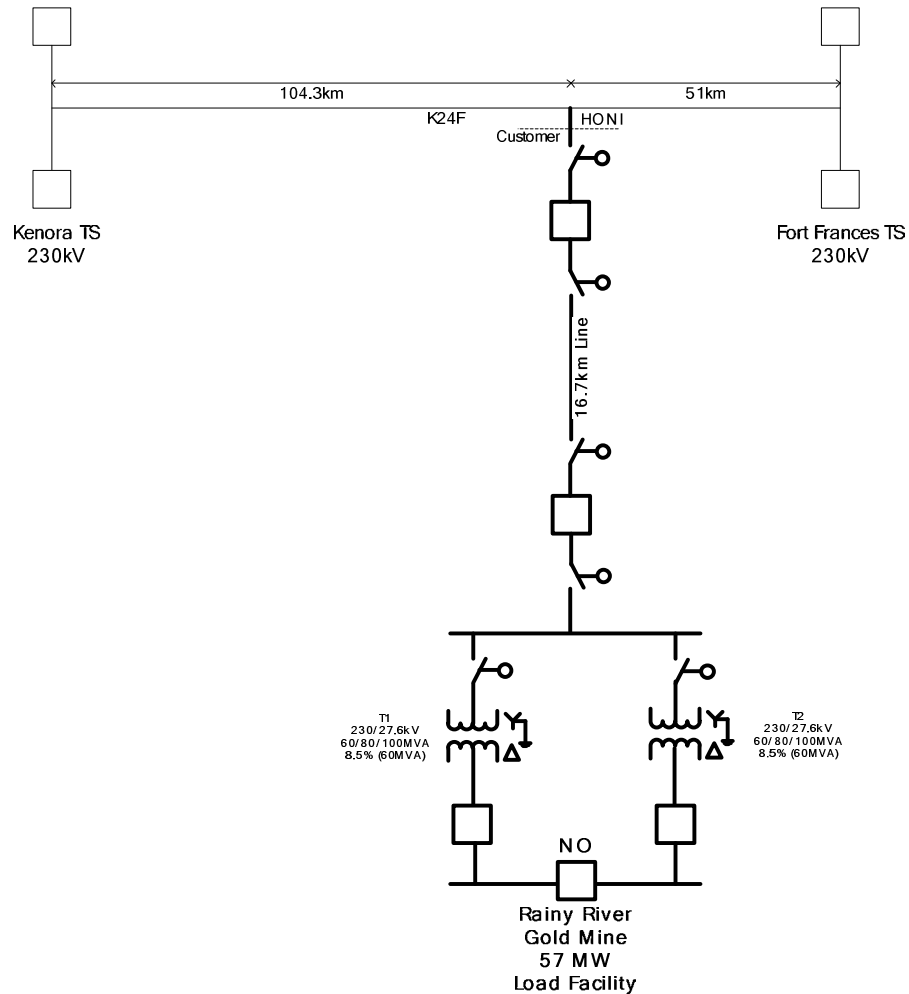 104.3km
51km
K24F
HONI
Customer
Kenora TS
230kV
Fort Frances TS
230kV
16.7km Line
T1
230/27.6kV
60/80/100MVA
8.5% (60MVA)
T2
230/27.6kV
60/80/100MVA
8.5% (60MVA)
NO
Rainy River
Gold Mine
57 MW
Load Facility